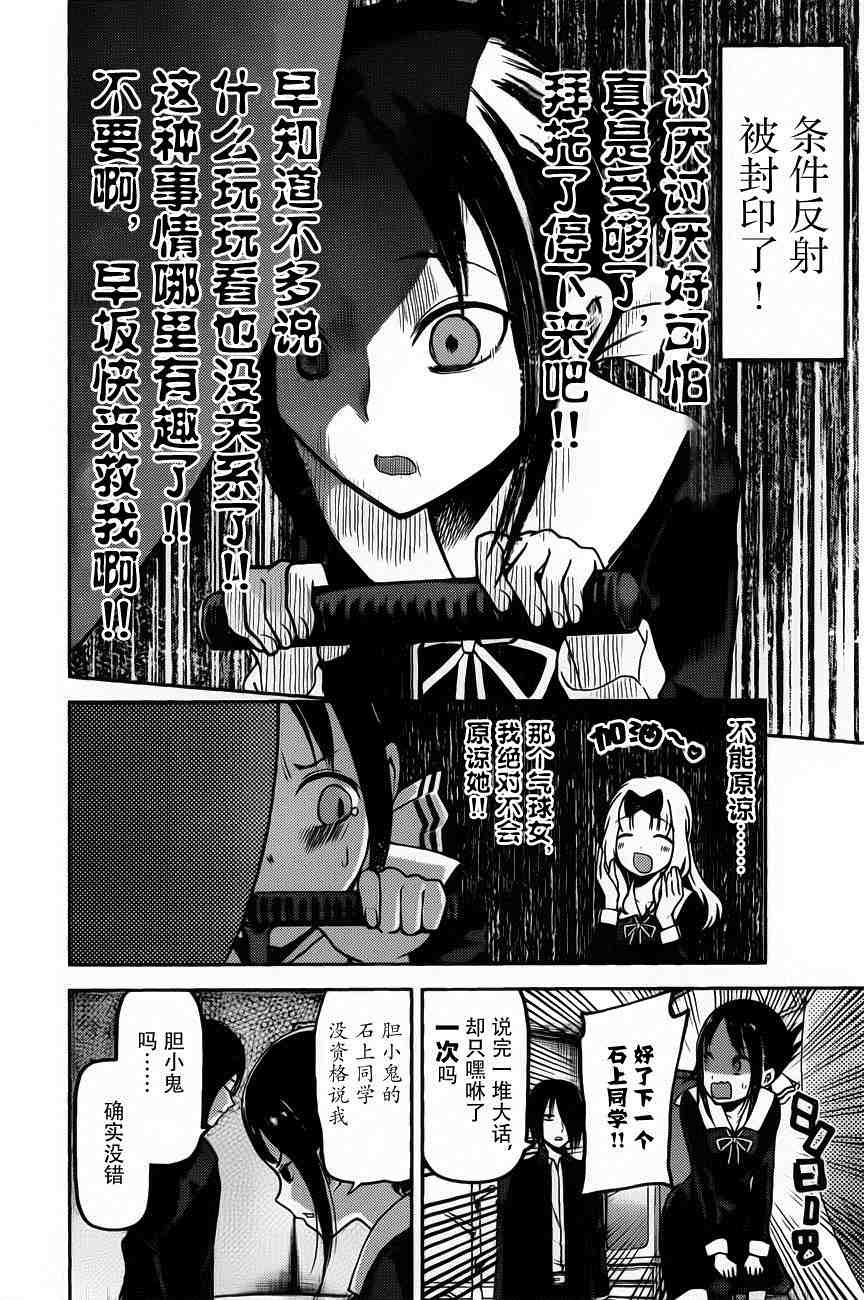 条件反射
被封印了！
讨厌讨厌好可怕
真是受够了，
拜托了停下来吧！！
早知道不多说
什么玩玩看也没关系了！！
这种事情哪里有趣了！！
不要啊，早坂快来救我啊！！
不能原谅……
加油～♥
那个气球女，
我绝对不会
原谅她！！
好了下一个
石上同学！！
说完一堆大话，
却只嘿咻了
一次吗
胆小鬼的
石上同学
没资格说我
胆小鬼
吗……
确实没错